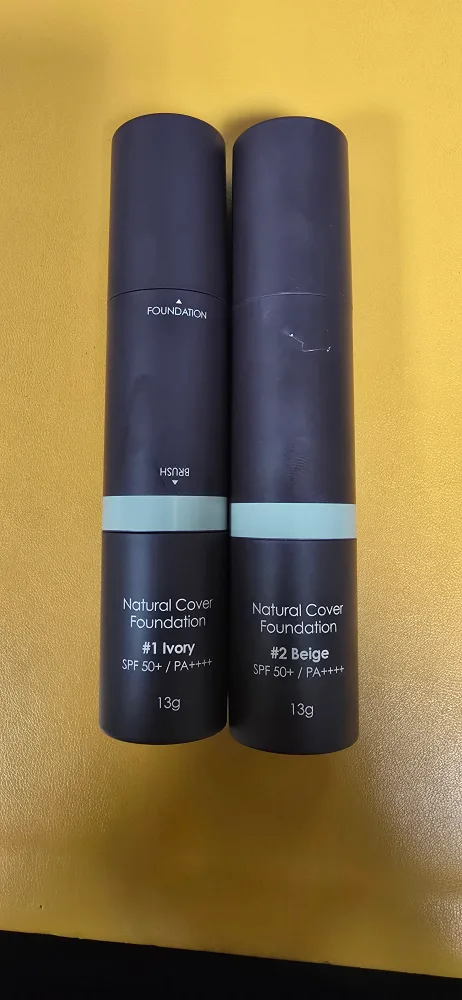 ▲
FOUNDATION
BRUSH
▲
Natural Cover
Foundation
#1 Ivory
SPF 50+ / PA++++
13g
Natural Cover
Foundation
#2 Beige
SPF 50+ / PA++++
13g